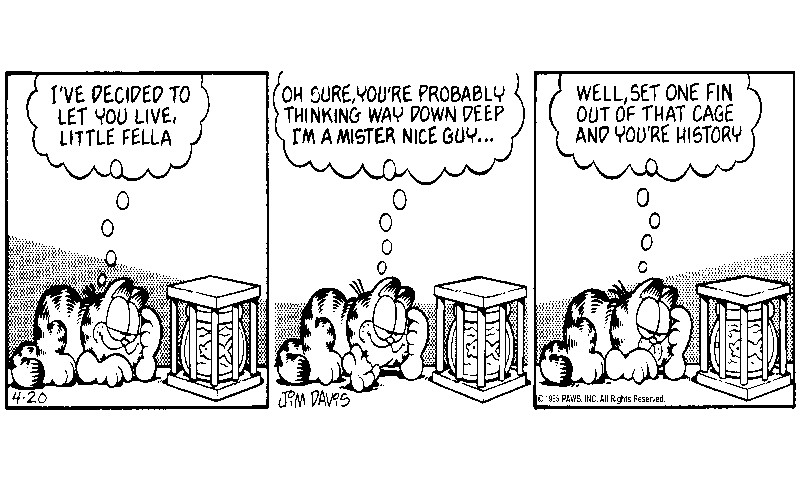 I'VE DECIDED TO
LET YOU LIVE,
LITTLE FELLA
4-20
OH SURE, YOU'RE PROBABLY
THINKING WAY DOWN DEEP
I'M A MISTER NICE GUY...
JIM DAVIS
WELL, SET ONE FIN
OUT OF THAT CAGE
AND YOU'RE HISTORY
© PAWS, INC. All Rights Reserved.